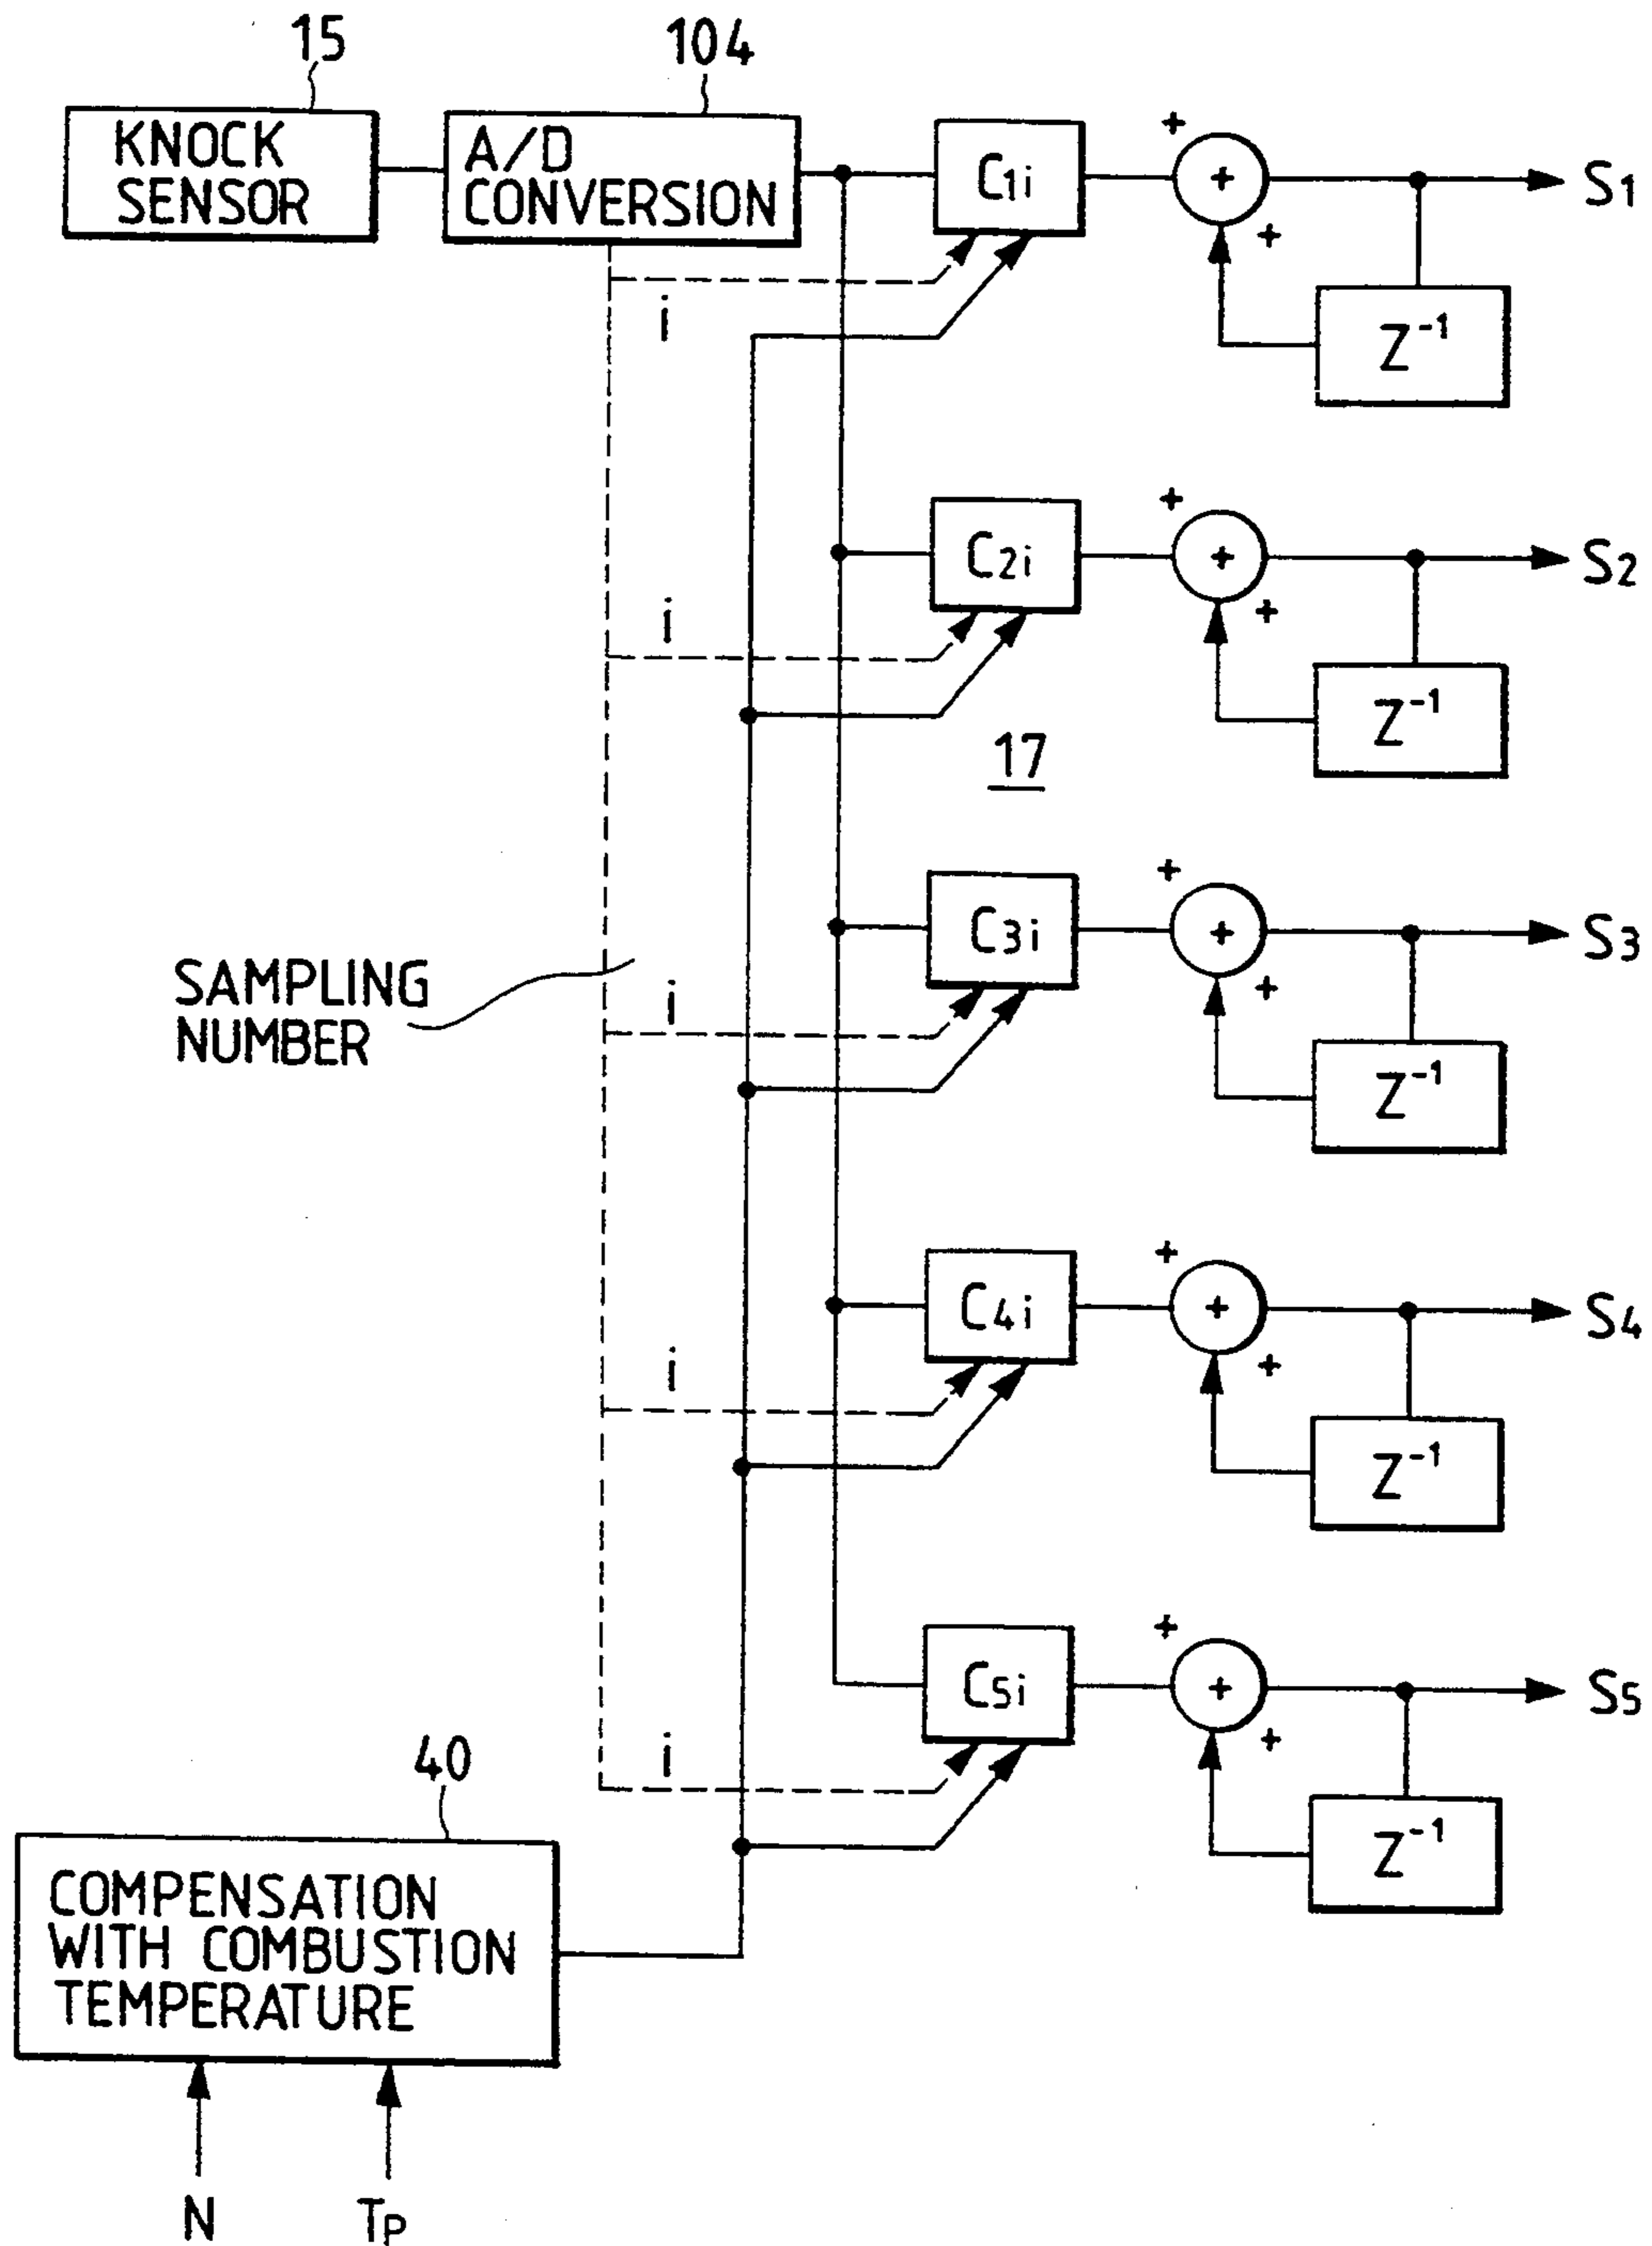 15
104
KNOCK
SENSOR
A/D
CONVERSION
C1i
+
+
+
S1
Z-1
i
C2i
+
+
+
S2
Z-1
i
17
C3i
+
+
+
S3
Z-1
i
SAMPLING
NUMBER
C4i
+
+
+
S4
Z-1
i
C5i
+
+
+
S5
Z-1
i
40
COMPENSATION
WITH COMBUSTION
TEMPERATURE
N
TP